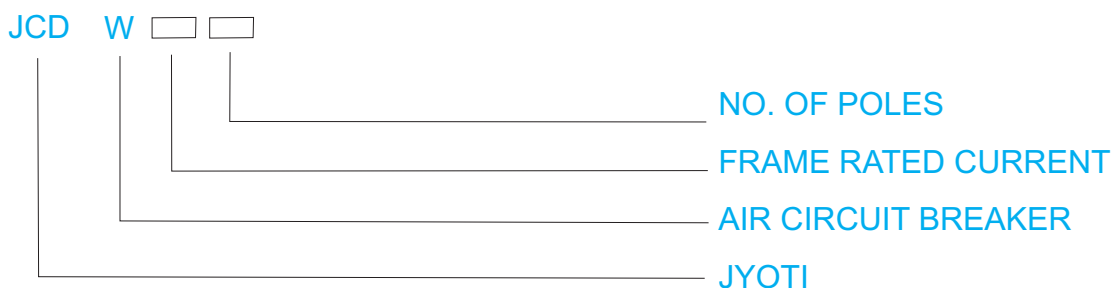 JCD W
NO. OF POLES
FRAME RATED CURRENT
AIR CIRCUIT BREAKER
JYOTI